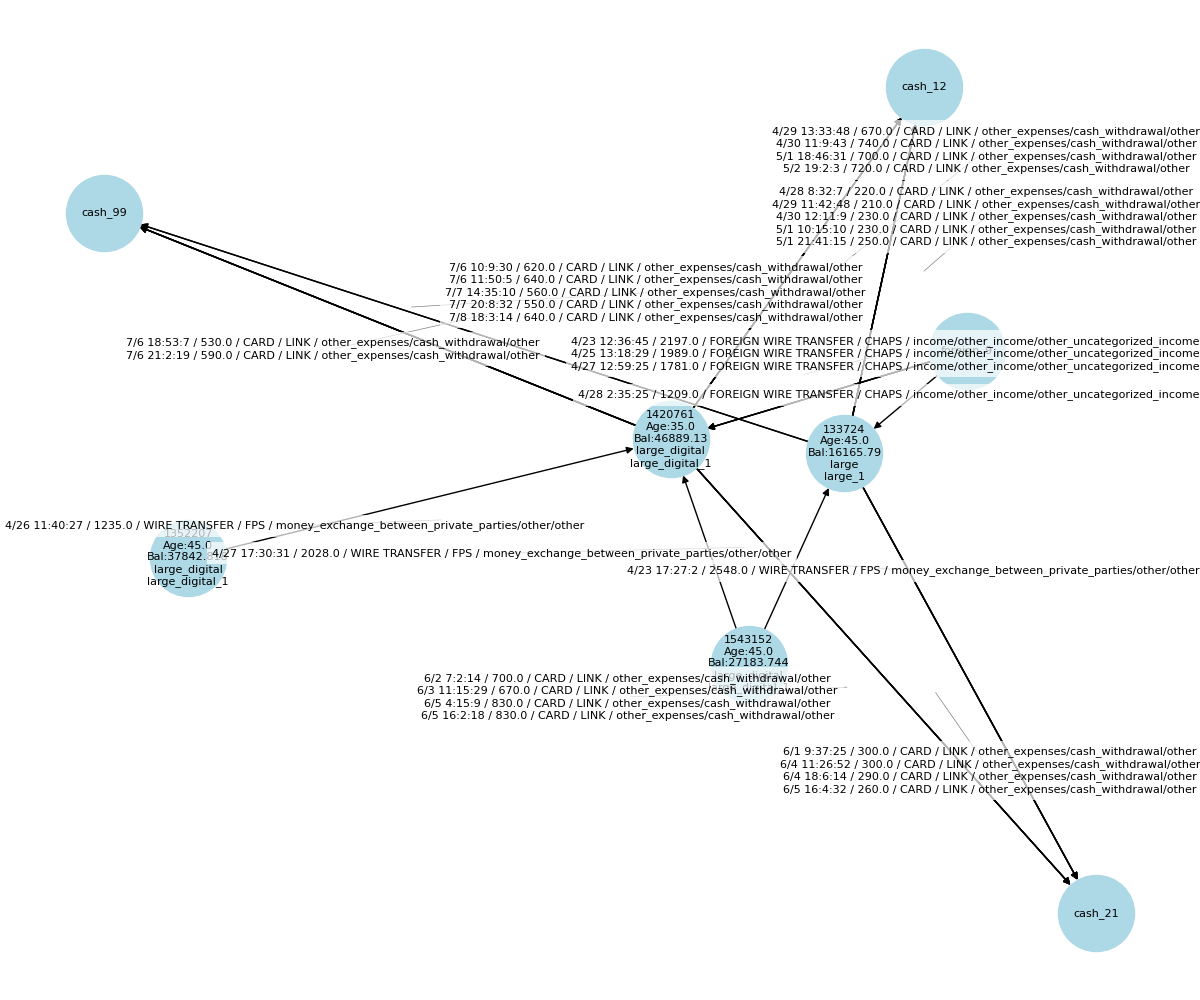 cash_12
4/29 13:33:48 / 670.0 / CARD / LINK / other_expenses/cash_withdrawal/other
4/30 11:9:43 / 740.0 / CARD / LINK / other_expenses/cash_withdrawal/other
5/1 18:46:31 / 700.0 / CARD / LINK / other_expenses/cash_withdrawal/other
5/2 19:2:3 / 720.0 / CARD / LINK / other_expenses/cash_withdrawal/other
4/28 8:32:7 / 220.0 / CARD / LINK / other_expenses/cash_withdrawal/other
4/29 11:42:48 / 210.0 / CARD / LINK / other_expenses/cash_withdrawal/other
4/30 12:11:9 / 230.0 / CARD / LINK / other_expenses/cash_withdrawal/other
5/1 10:15:10 / 230.0 / CARD / LINK / other_expenses/cash_withdrawal/other
5/1 21:41:15 / 250.0 / CARD / LINK / other_expenses/cash_withdrawal/other
cash_99
7/6 10:9:30 / 620.0 / CARD / LINK / other_expenses/cash_withdrawal/other
7/6 11:50:5 / 640.0 / CARD / LINK / other_expenses/cash_withdrawal/other
7/7 14:35:10 / 560.0 / CARD / LINK / other_expenses/cash_withdrawal/other
7/7 20:8:32 / 550.0 / CARD / LINK / other_expenses/cash_withdrawal/other
7/8 18:3:14 / 640.0 / CARD / LINK / other_expenses/cash_withdrawal/other
7/6 18:53:7 / 530.0 / CARD / LINK / other_expenses/cash_withdrawal/other
7/6 21:2:19 / 590.0 / CARD / LINK / other_expenses/cash_withdrawal/other
4/23 12:36:45 / 2197.0 / FOREIGN WIRE TRANSFER / CHAPS / income/other_income/other_uncategorized_income
4/25 13:18:29 / 1989.0 / FOREIGN WIRE TRANSFER / CHAPS / income/other_income/other_uncategorized_income
4/27 12:59:25 / 1781.0 / FOREIGN WIRE TRANSFER / CHAPS / income/other_income/other_uncategorized_income
4/28 2:35:25 / 1209.0 / FOREIGN WIRE TRANSFER / CHAPS / income/other_income/other_uncategorized_income
1420761
Age:35.0
Bal:46889.13
large_digital
large_digital_1
133724
Age:45.0
Bal:16165.79
large
large_1
4/26 11:40:27 / 1235.0 / WIRE TRANSFER / FPS / money_exchange_between_private_parties/other/other
1352207
Age:45.0
Bal:37842.
large_digital
large_digital_1
4/27 17:30:31 / 2028.0 / WIRE TRANSFER / FPS / money_exchange_between_private_parties/other/other
4/23 17:27:2 / 2548.0 / WIRE TRANSFER / FPS / money_exchange_between_private_parties/other/other
1543152
Age:45.0
Bal:27183.744
large_digital
large_digital_1
6/2 7:2:14 / 700.0 / CARD / LINK / other_expenses/cash_withdrawal/other
6/3 11:15:29 / 670.0 / CARD / LINK / other_expenses/cash_withdrawal/other
6/5 4:15:9 / 830.0 / CARD / LINK / other_expenses/cash_withdrawal/other
6/5 16:2:18 / 830.0 / CARD / LINK / other_expenses/cash_withdrawal/other
6/1 9:37:25 / 300.0 / CARD / LINK / other_expenses/cash_withdrawal/other
6/4 11:26:52 / 300.0 / CARD / LINK / other_expenses/cash_withdrawal/other
6/4 18:6:14 / 290.0 / CARD / LINK / other_expenses/cash_withdrawal/other
6/5 16:4:32 / 260.0 / CARD / LINK / other_expenses/cash_withdrawal/other
cash_21